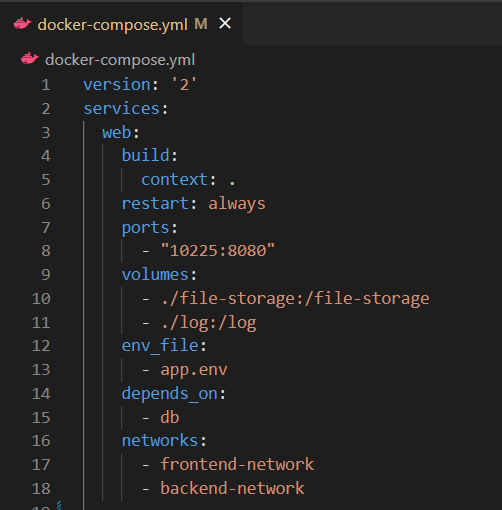 docker-compose.yml M ×
docker-compose.yml
1 version: '2'
2 services:
3 web:
4 build:
5 context: .
6 restart: always
7 ports:
8 - "10225:8080"
9 volumes:
10 - ./file-storage:/file-storage
11 - ./log:/log
12 env_file:
13 - app.env
14 depends_on:
15 - db
16 networks:
17 - frontend-network
18 - backend-network